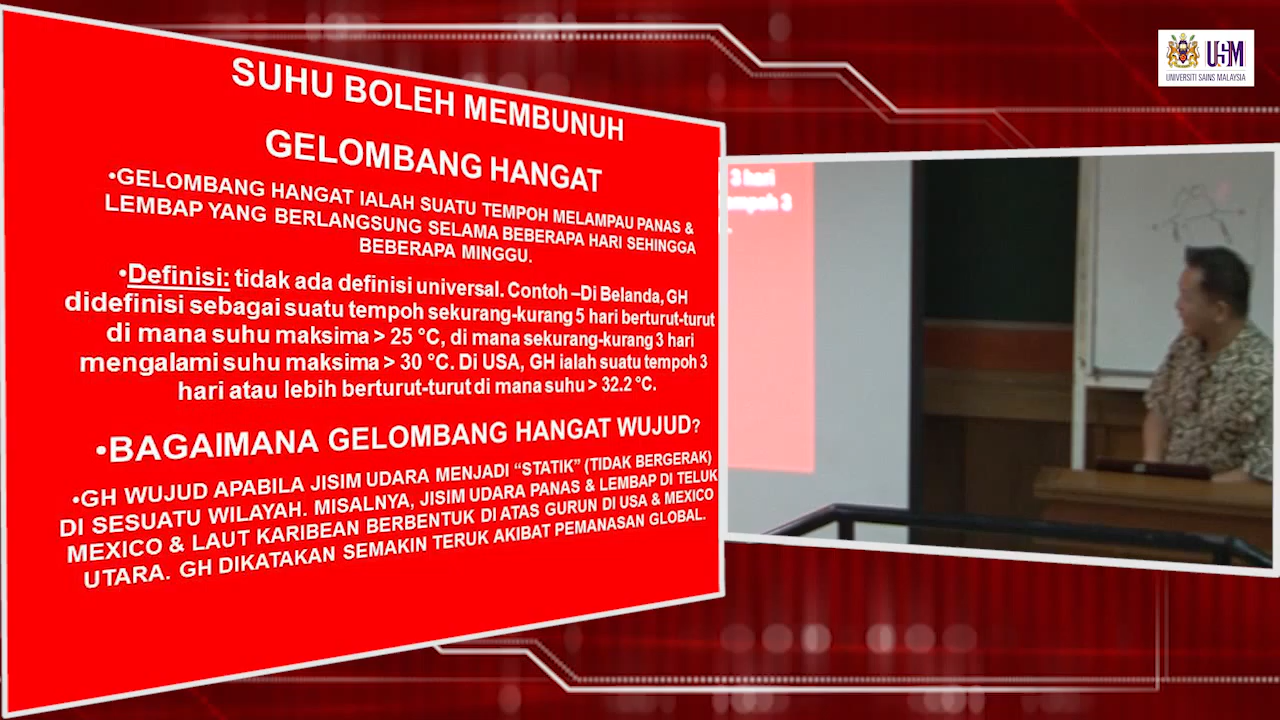 SUHU BOLEH MEMBUNUH
GELOMBANG HANGAT
•GELOMBANG HANGAT IALAH SUATU TEMPOH MELAMPAU PANAS &
LEMBAP YANG BERLANGSUNG SELAMA BEBERAPA HARI SEHINGGA
BEBERAPA MINGGU.
•Definisi: tidak ada definisi universal. Contoh –Di Belanda, GH
didefinisi sebagai suatu tempoh sekurang-kurang 5 hari berturut-turut
di mana suhu maksima > 25 °C, di mana sekurang-kurang 3 hari
mengalami suhu maksima > 30 °C. Di USA, GH ialah suatu tempoh 3
hari atau lebih berturut-turut di mana suhu > 32.2 °C.
•BAGAIMANA GELOMBANG HANGAT WUJUD?
•GH WUJUD APABILA JISIM UDARA MENJADI “STATIK” (TIDAK BERGERAK)
DI SESUATU WILAYAH. MISALNYA, JISIM UDARA PANAS & LEMBAP DI TELUK
MEXICO & LAUT KARIBEAN BERBENTUK DI ATAS GURUN DI USA & MEXICO
UTARA. GH DIKATAKAN SEMAKIN TERUK AKIBAT PEMANASAN GLOBAL.
USM
UNIVERSITI SAINS MALAYSIA
3 hari
empoh 3